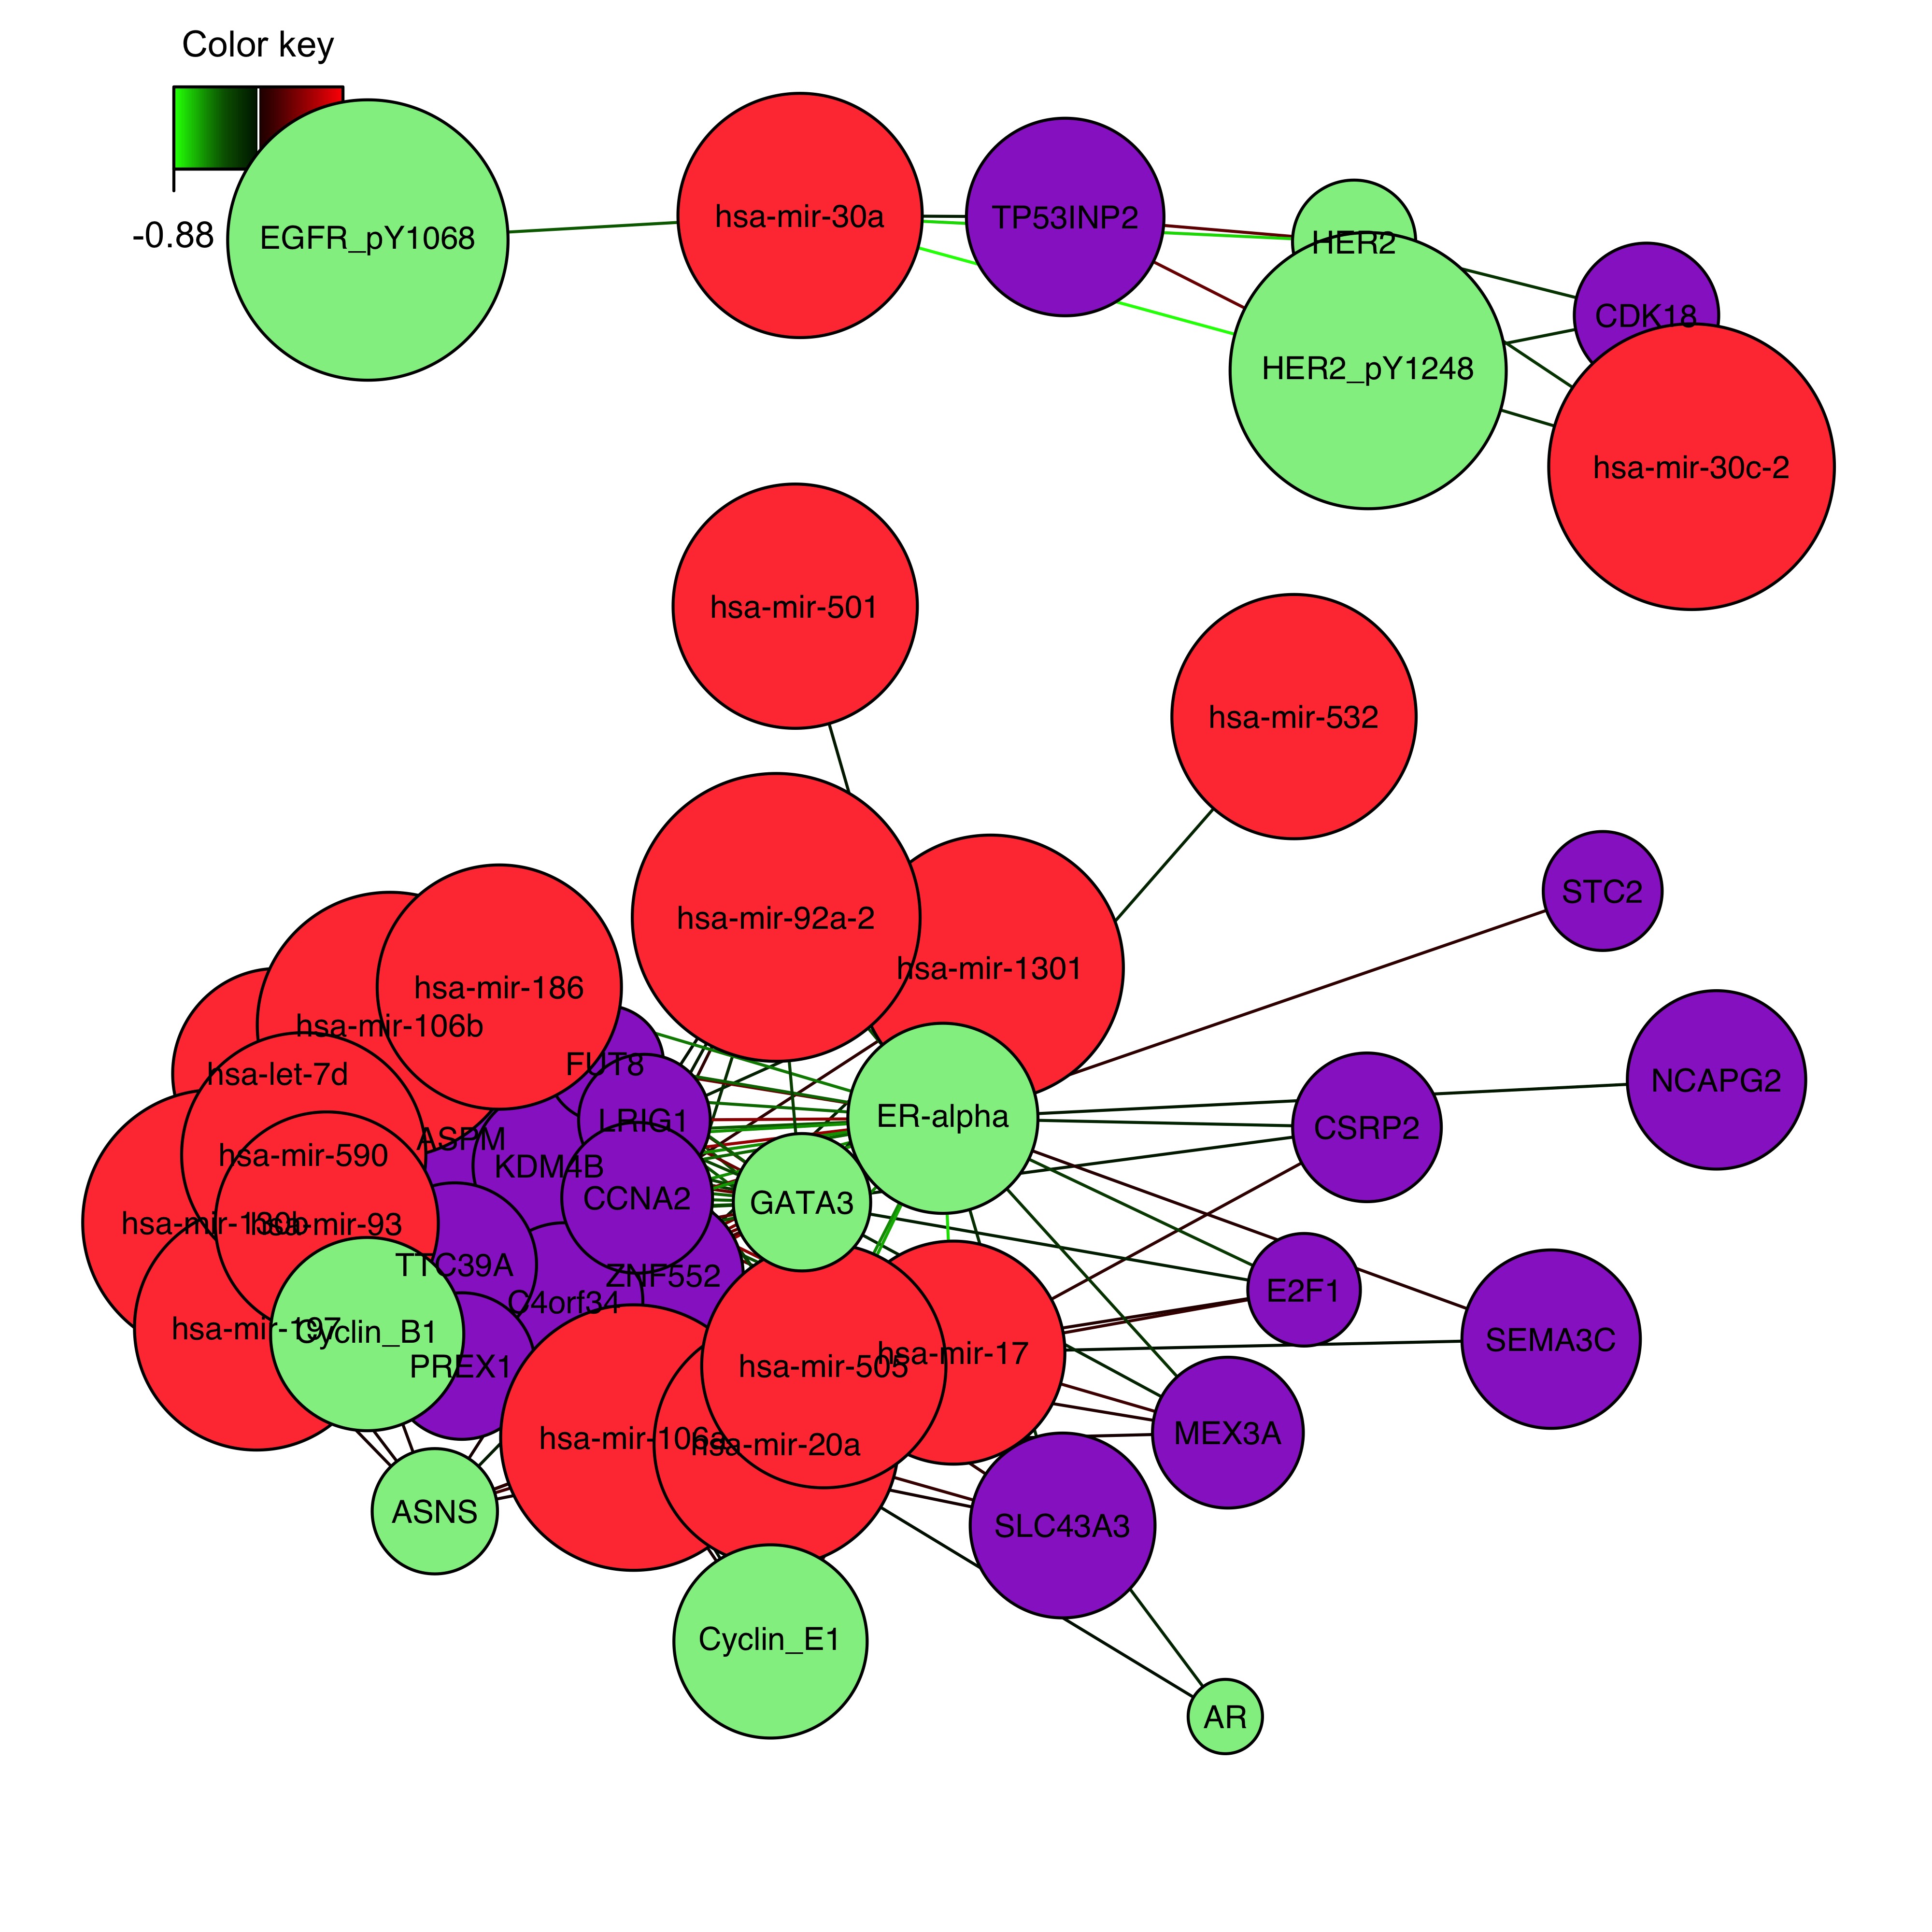 Color key
-0.88
EGFR_pY1068
hsa-mir-30a
TP53INP2
HER2
CDK18
HER2_pY1248
hsa-mir-30c-2
hsa-mir-501
hsa-mir-532
STC2
hsa-mir-92a-2
hsa-mir-1301
hsa-mir-186
hsa-mir-106b
FUT8
hsa-let-7d
NCAPG2
LRIG1
ER-alpha
CSRP2
ASPM
hsa-mir-590
KDM4B
CCNA2
GATA3
hsa-mir-130b
hsa-mir-93
TTC39A
ZNF552
E2F1
C4orf34
hsa-mir-197
Cyclin_B1
SEMA3C
PREX1
hsa-mir-505
hsa-mir-17
MEX3A
hsa-mir-106a
hsa-mir-20a
ASNS
SLC43A3
Cyclin_E1
AR